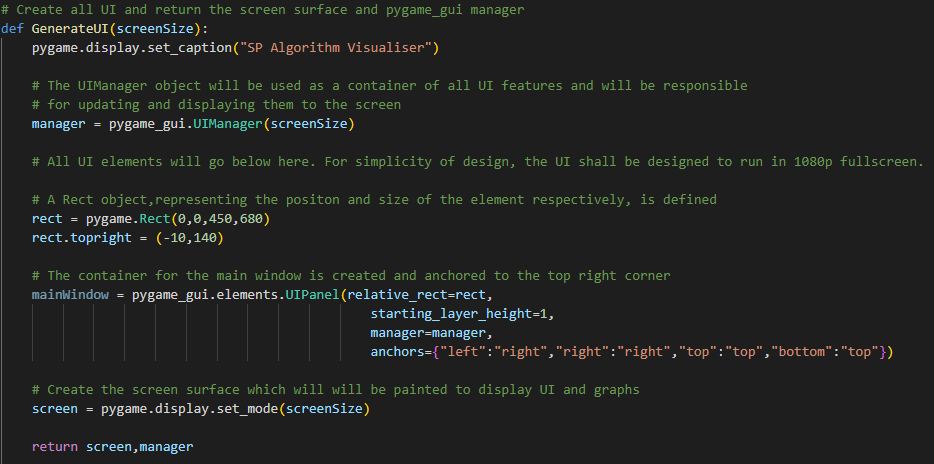 # Create all UI and return the screen surface and pygame_gui manager
def GenerateUI(screenSize):
    pygame.display.set_caption("SP Algorithm Visualiser")

    # The UIManager object will be used as a container of all UI features and will be responsible
    # for updating and displaying them to the screen
    manager = pygame_gui.UIManager(screenSize)

    # All UI elements will go below here. For simplicity of design, the UI shall be designed to run in 1080p fullscreen.

    # A Rect object,representing the positon and size of the element respectively, is defined
    rect = pygame.Rect(0,0,450,680)
    rect.topright = (-10,140)

    # The container for the main window is created and anchored to the top right corner
    mainWindow = pygame_gui.elements.UIPanel(relative_rect=rect,
                                            starting_layer_height=1,
                                            manager=manager,
                                            anchors={"left":"right","right":"right","top":"top","bottom":"top"})

    # Create the screen surface which will will be painted to display UI and graphs
    screen = pygame.display.set_mode(screenSize)

    return screen,manager